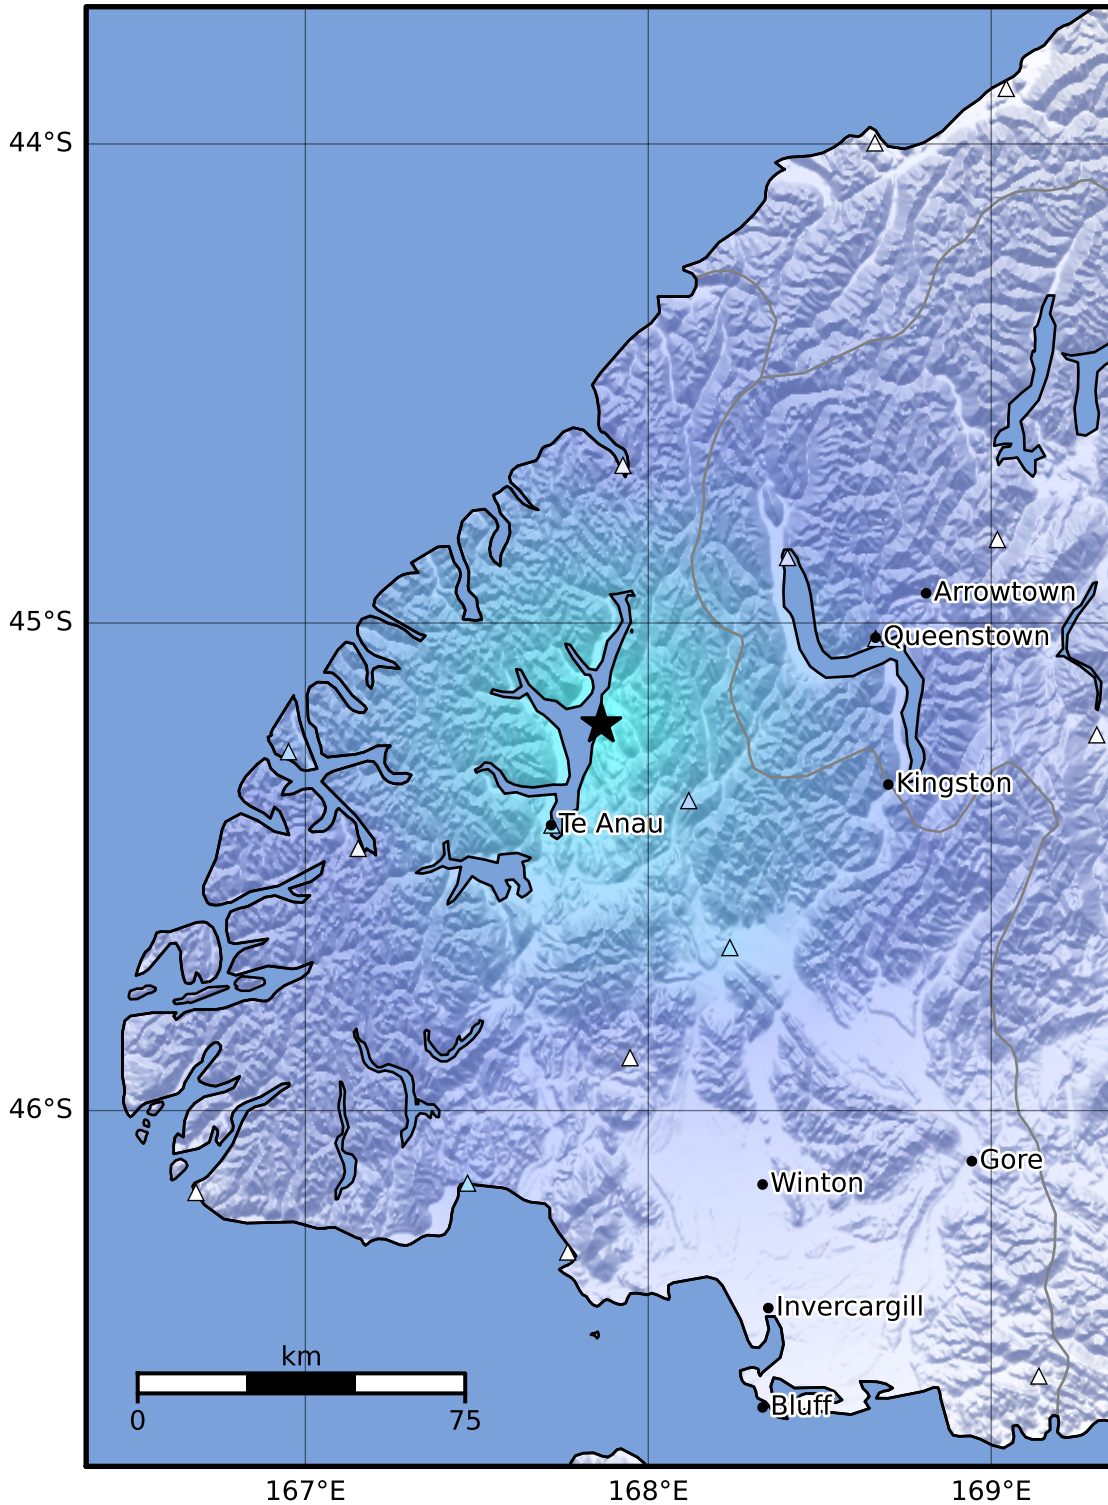 44°S
45°S
Arrowtown
Queenstown
Kingston
Te Anau
46°S
Gore
Winton
Invercargill
km
Bluff
0 75
167°E 168°E 169°E